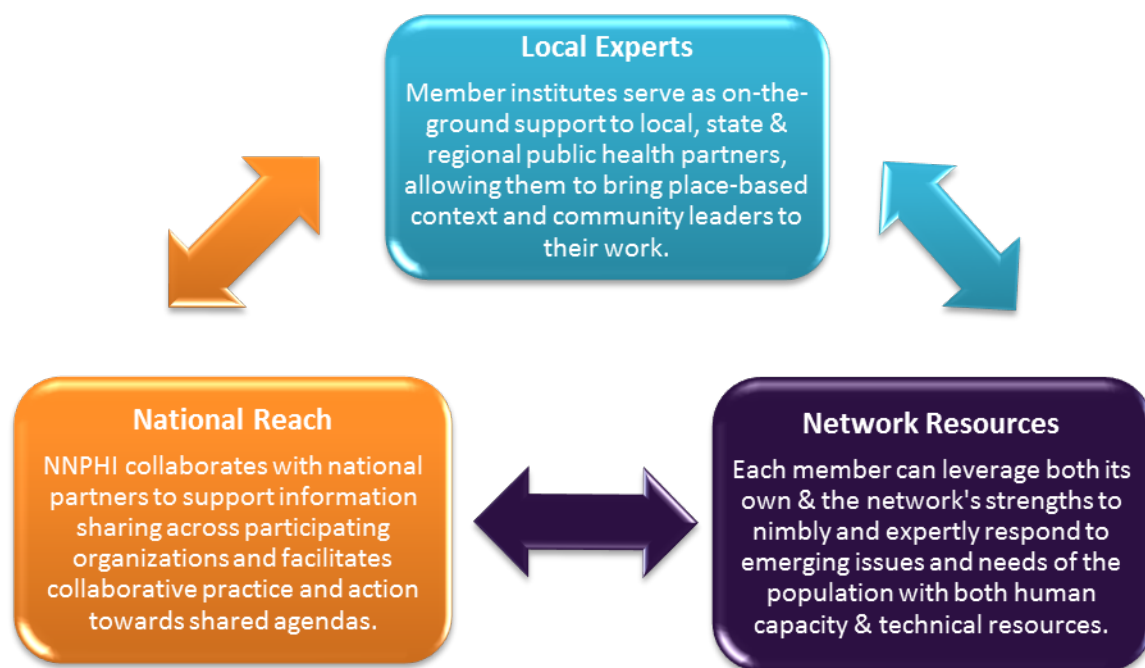 Local Experts
Member institutes serve as on-the-
ground support to local, state &
regional public health partners,
allowing them to bring place-based
context and community leaders to
their work.
National Reach
NNPHI collaborates with national
partners to support information
sharing across participating
organizations and facilitates
collaborative practice and action
towards shared agendas.
Network Resources
Each member can leverage both its
own & the network's strengths to
nimbly and expertly respond to
emerging issues and needs of the
population with both human
capacity & technical resources.